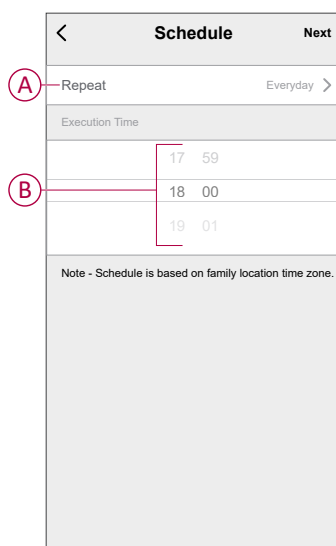 Schedule Next
A Repeat Everyday
Execution Time
17 59
B 18 00
19 01
Note - Schedule is based on family location time zone.